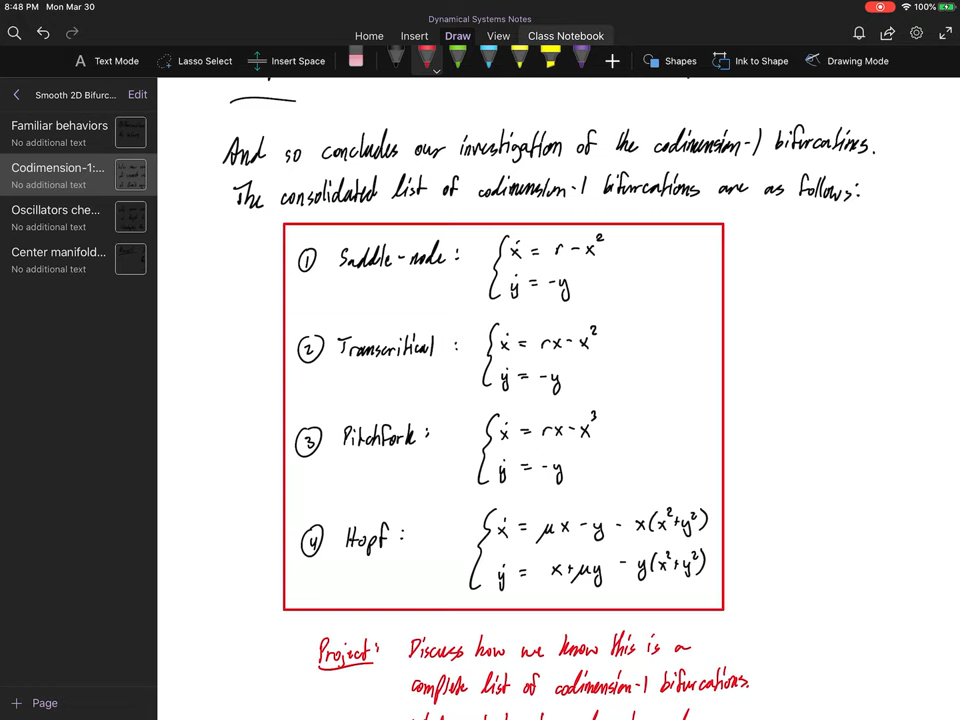 8:48 PM Mon Mar 30
100%
Dynamical Systems Notes
Home Insert Draw View Class Notebook
Text Mode Lasso Select Insert Space Shapes Ink to Shape Drawing Mode
Smooth 2D Bifurc... Edit
Familiar behaviors
No additional text
Codimension-1:...
No additional text
Oscillators che...
No additional text
Center manifold...
No additional text
Page
And so concludes our investigation of the codimension-1 bifurcations.
The consolidated list of codimension-1 bifurcations are as follows:
① Saddle-node: { ẋ = r - x²
ẏ = -y
② Transcritical : { ẋ = rx - x²
ẏ = -y
③ Pitchfork: { ẋ = rx - x³
ẏ = -y
④ Hopf: { ẋ = μx - y - x(x²+y²)
ẏ = x+μy - y(x²+y²)
Project: Discuss how we know this is a
complete list of codimension-1 bifurcations.